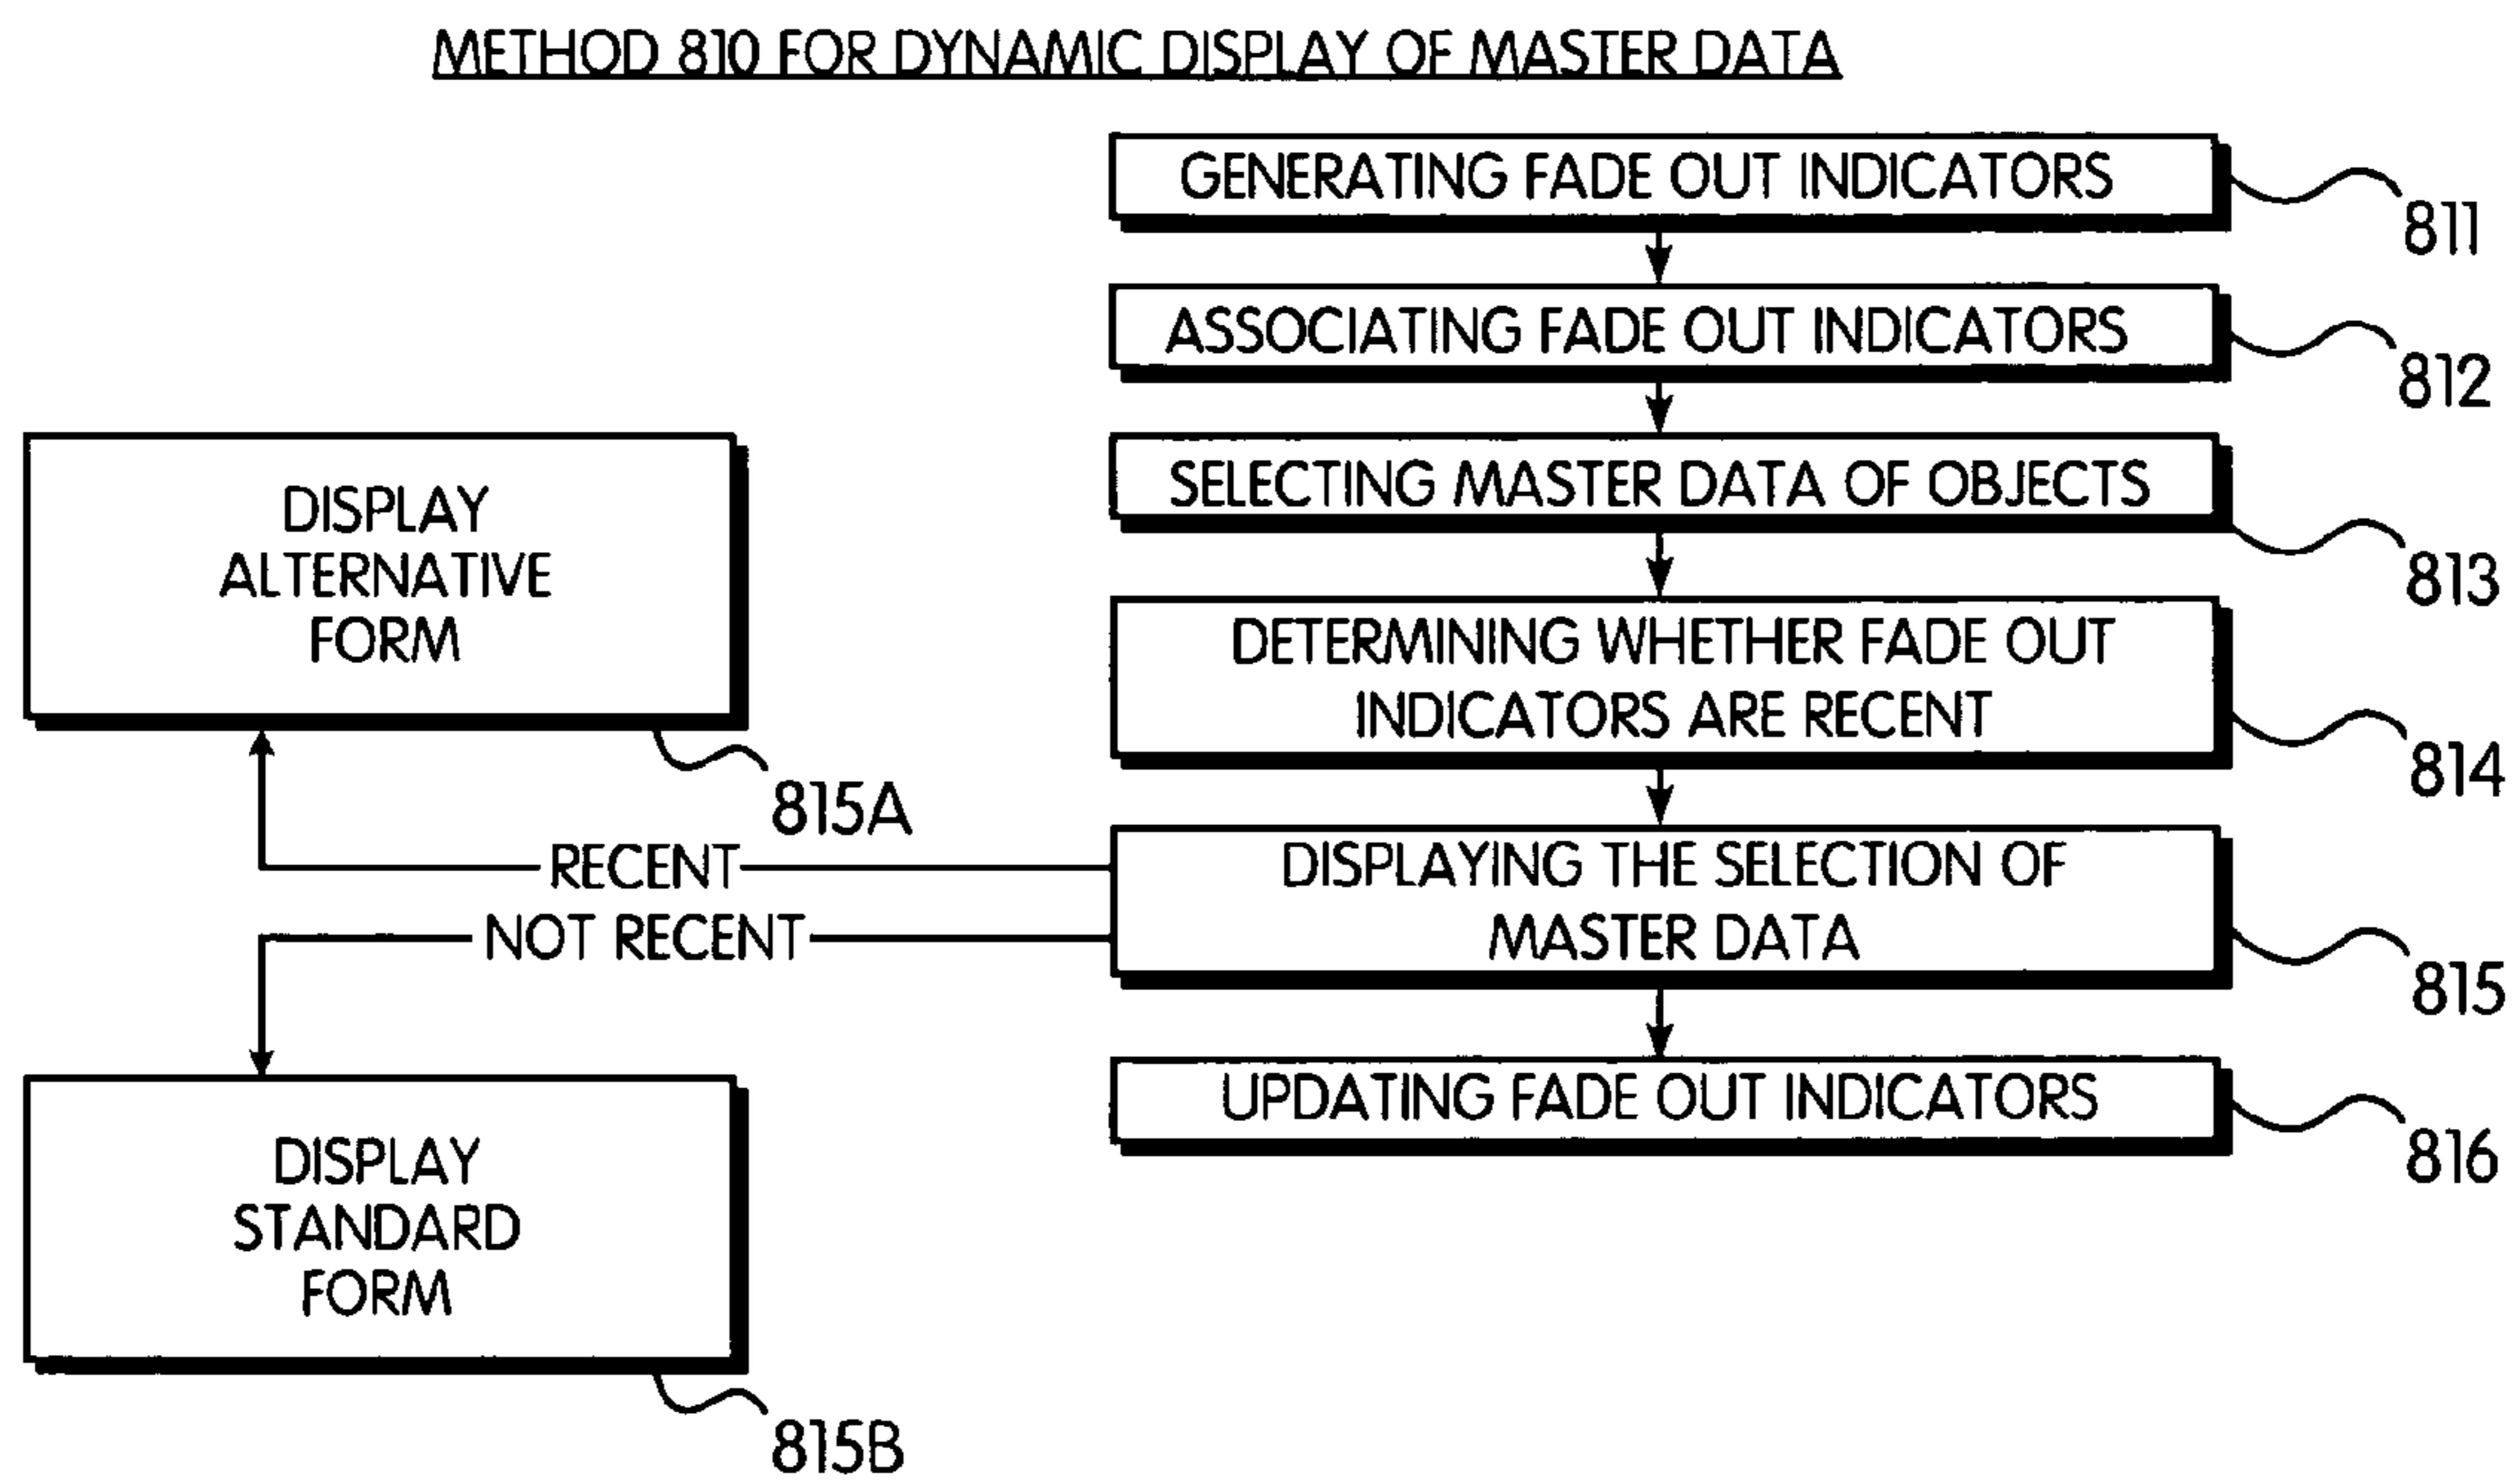 METHOD 810 FOR DYNAMIC DISPLAY OF MASTER DATA
GENERATING FADE OUT INDICATORS
811
ASSOCIATING FADE OUT INDICATORS
812
SELECTING MASTER DATA OF OBJECTS
813
DETERMINING WHETHER FADE OUT
INDICATORS ARE RECENT
814
DISPLAYING THE SELECTION OF
MASTER DATA
815
RECENT
NOT RECENT
DISPLAY
ALTERNATIVE
FORM
815A
DISPLAY
STANDARD
FORM
815B
UPDATING FADE OUT INDICATORS
816